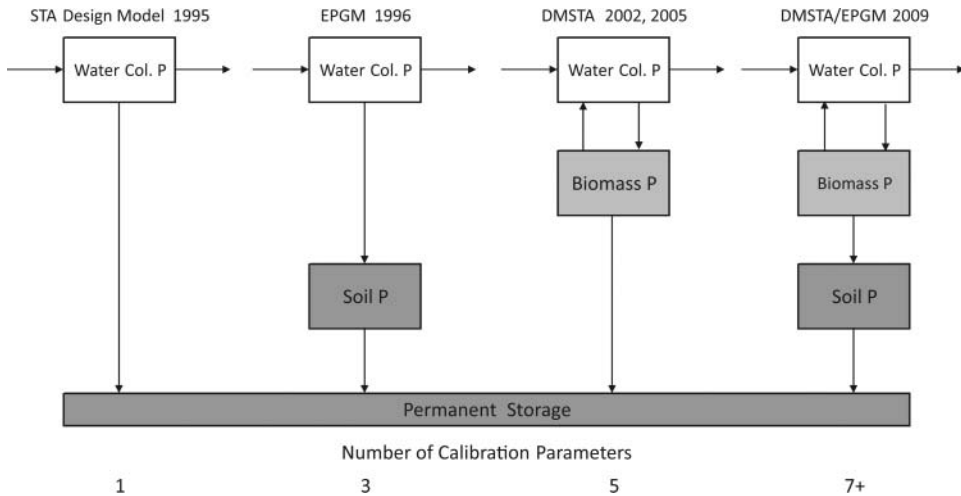 STA Design Model 1995 EPGM 1996 DMSTA 2002, 2005 DMSTA/EPGM 2009
Water Col. P Water Col. P Water Col. P Water Col. P
Biomass P Biomass P
Soil P Soil P
Permanent Storage
Number of Calibration Parameters
1 3 5 7+